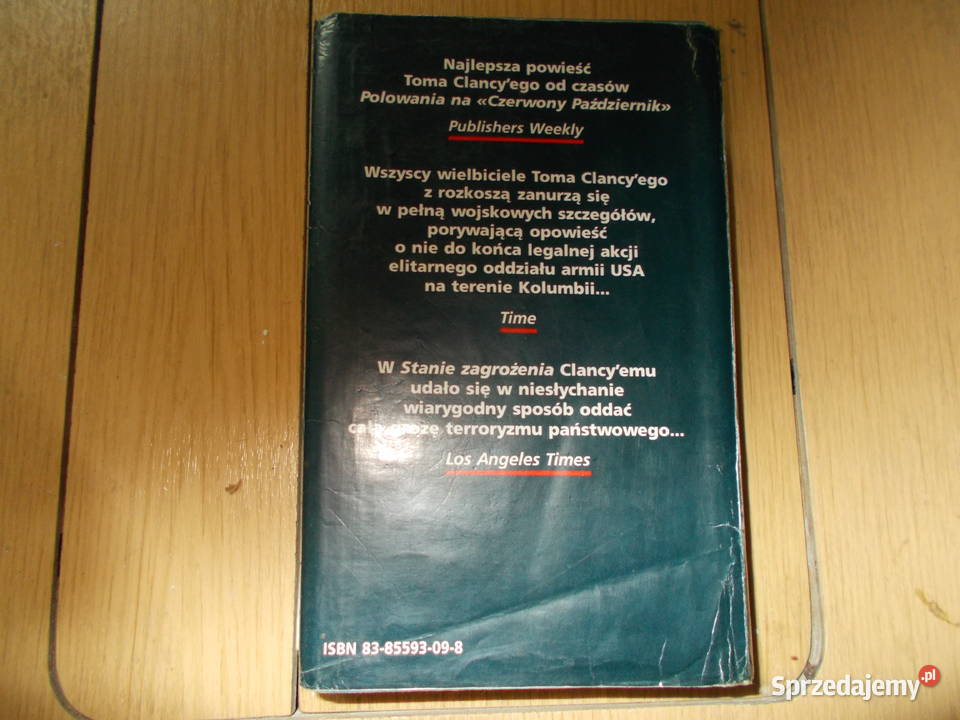 Najlepsza powieść
Toma Clancy'ego od czasów
Polowania na «Czerwony Październik»
Publishers Weekly
Wszyscy wielbiciele Toma Clancy'ego
z rozkoszą zanurzą się
w pełną wojskowych szczegółów,
porywającą opowieść
o nie do końca legalnej akcji
elitarnego oddziału armii USA
na terenie Kolumbii...
Time
W Stanie zagrożenia Clancy'emu
udało się w niesłychanie
wiarygodny sposób oddać
terroryzmu państwowego...
Los Angeles Times
ISBN 83-85593-09-8
Sprzedajemy.pl